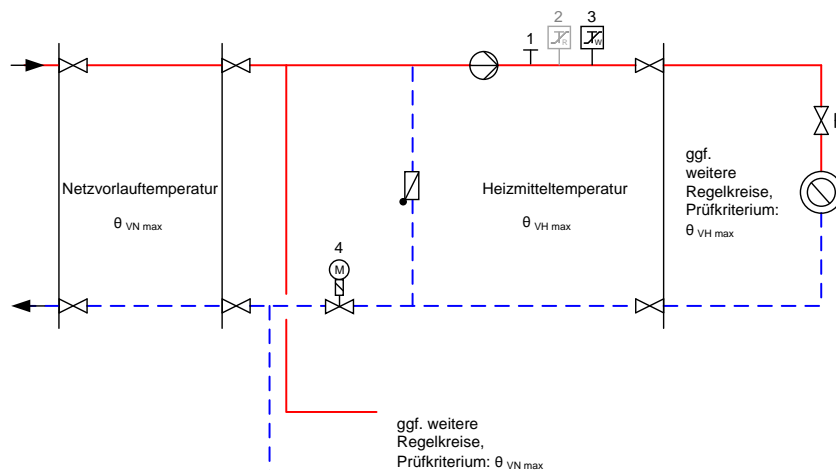 2
3
1
R
W
Netzvorlauftemperatur
θ VN max
Heizmitteltemperatur
θ VH max
ggf.
weitere
Regelkreise,
Prüfkriterium:
θ VH max
4
M
ggf. weitere
Regelkreise,
Prüfkriterium: θ VN max